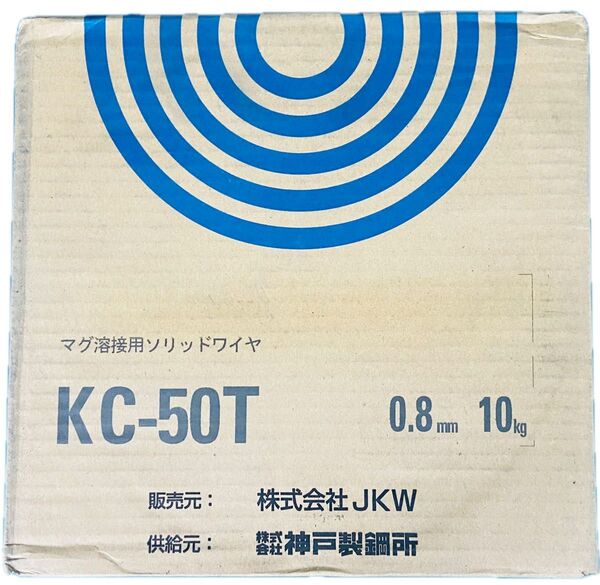 マグ溶接用ソリッドワイヤ
KC-50T 0.8mm 10kg
販売元： 株式会社JKW
供給元： 株式会社神戸製鋼所